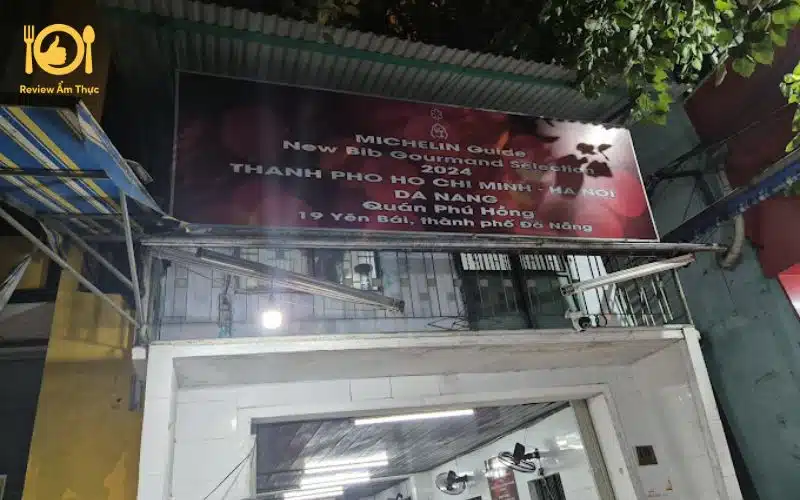 Review Ẩm Thực
MICHELIN Guide
New Bib Gourmand Selection
2024
THANH PHO HO CHI MINH - HA NOI
DA NANG
Quán Phú Hồng
19 Yên Bái, thành phố Đà Nẵng